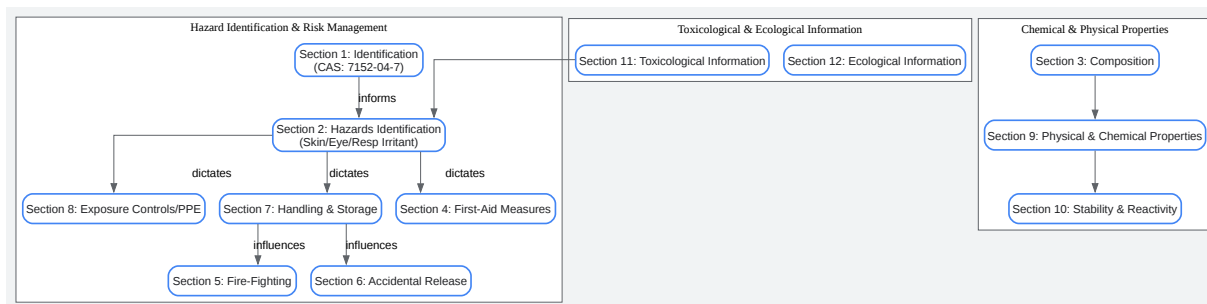 Hazard Identification & Risk Management
Section 1: Identification
(CAS: 7152-04-7)
informs
Section 2: Hazards Identification
(Skin/Eye/Resp Irritant)
dictates
dictates
dictates
Section 8: Exposure Controls/PPE
Section 7: Handling & Storage
Section 4: First-Aid Measures
influences
influences
Section 5: Fire-Fighting
Section 6: Accidental Release
Toxicological & Ecological Information
Section 11: Toxicological Information
Section 12: Ecological Information
Chemical & Physical Properties
Section 3: Composition
Section 9: Physical & Chemical Properties
Section 10: Stability & Reactivity